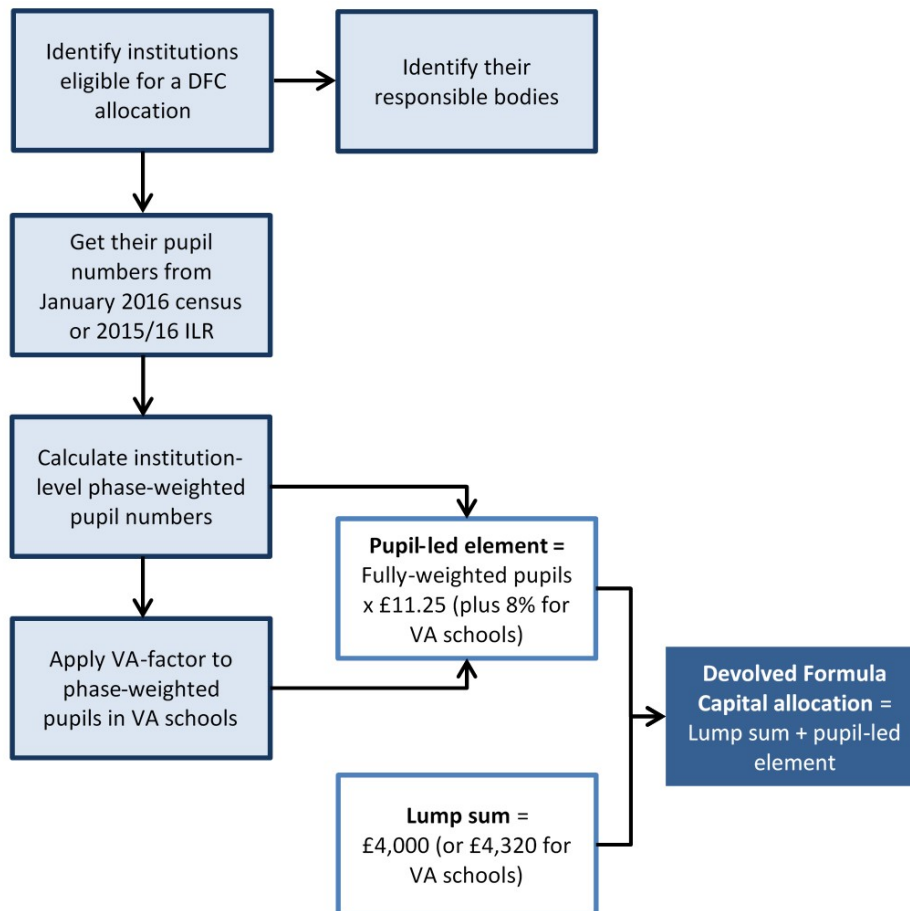 Identify institutions
eligible for a DFC
allocation
Identify their
responsible bodies
Get their pupil
numbers from
January 2016 census
or 2015/16 ILR
Calculate institution-
level phase-weighted
pupil numbers
Pupil-led element =
Fully-weighted pupils
x £11.25 (plus 8% for
VA schools)
Apply VA-factor to
phase-weighted
pupils in VA schools
Devolved Formula
Capital allocation =
Lump sum + pupil-led
element
Lump sum =
£4,000 (or £4,320 for
VA schools)